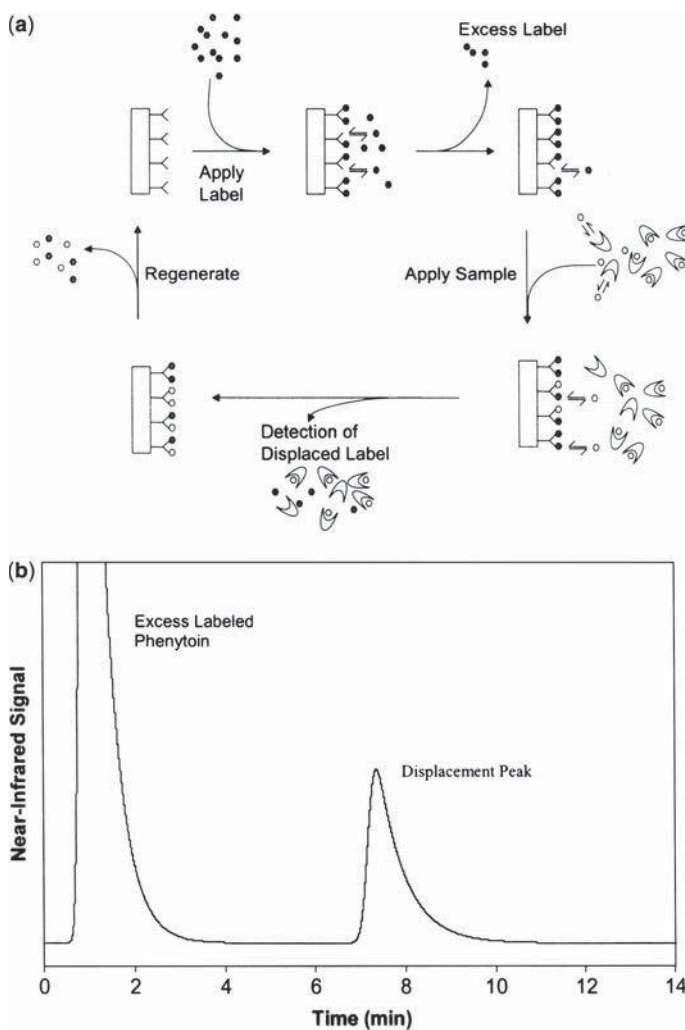 (a)
Excess Label
Apply
Label
Regenerate
Apply Sample
Detection of
Displaced Label
(b)
Excess Labeled
Phenytoin
Displacement Peak
Near-Infrared Signal
0 2 4 6 8 10 12 14
Time (min)